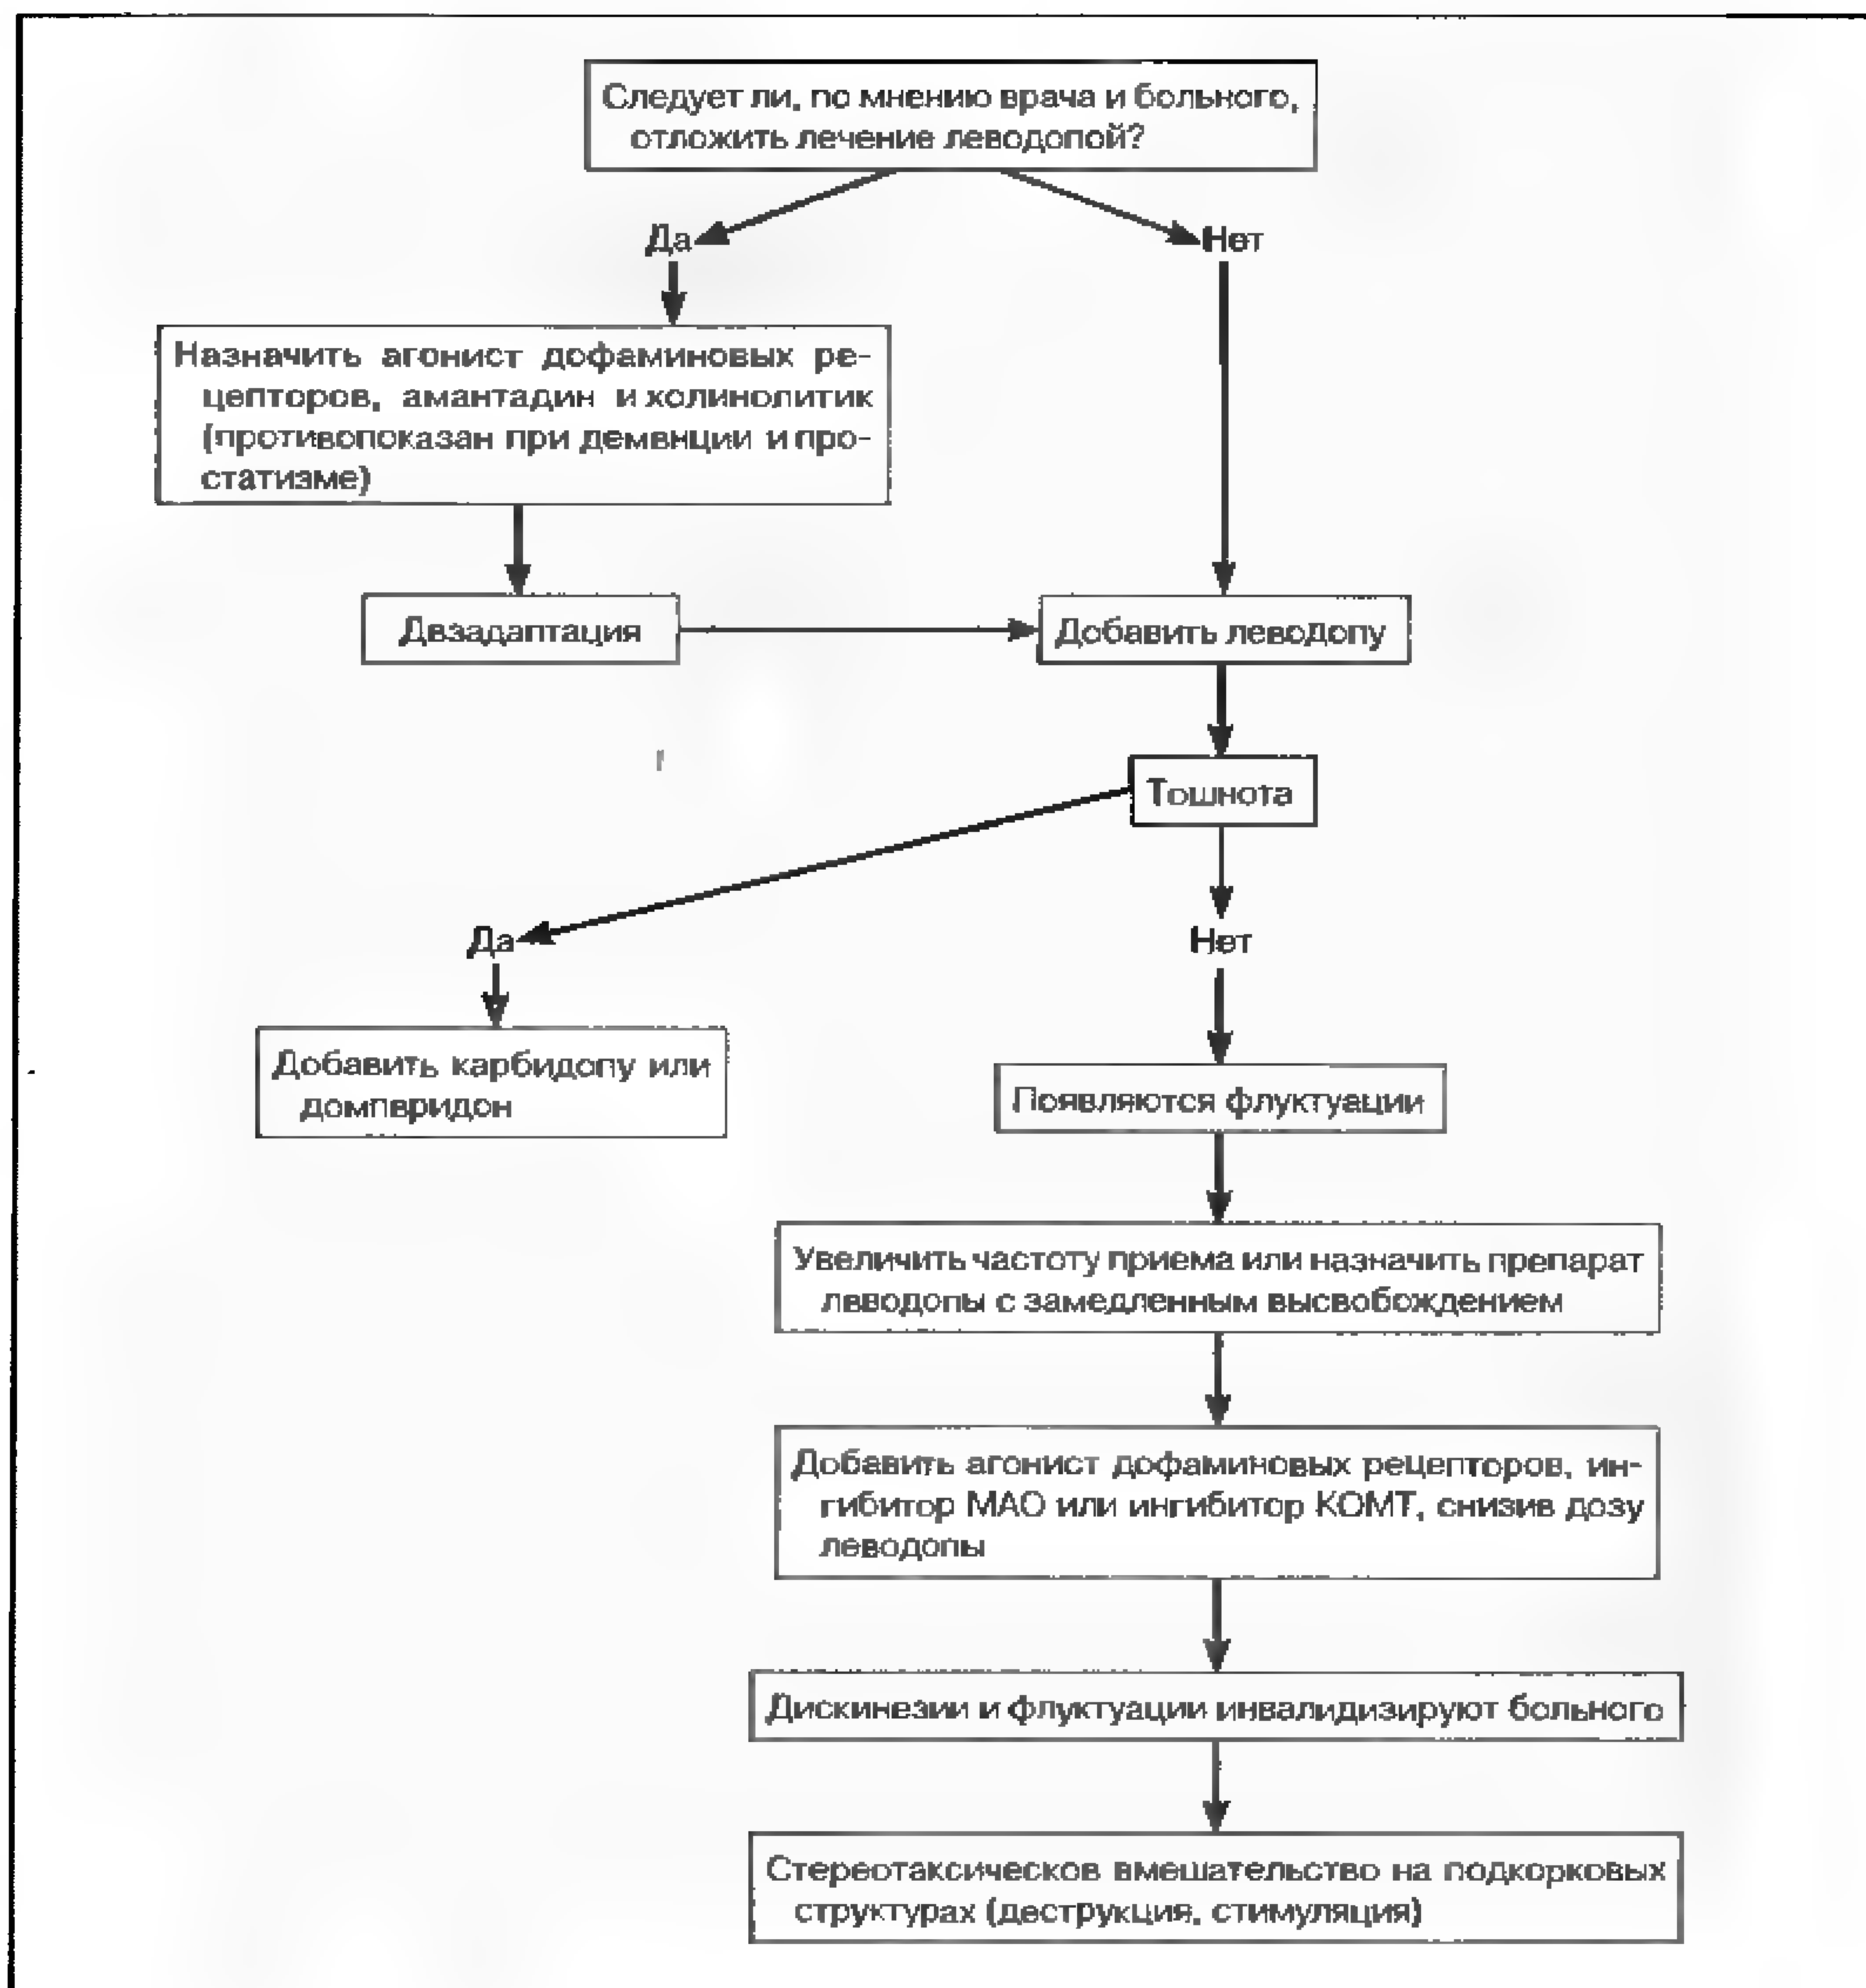 Следует ли, по мнению врача и больного,
отложить лечение леводопой?
Да
Нет
Назначить агонист дофаминовых ре-
цепторов, амантадин и холинолитик
(противопоказан при деменции и про-
статизме)
Дезадаптация
Добавить леводопу
Тошнота
Да
Нет
Добавить карбидопу или
домперидон
Появляются флуктуации
Увеличить частоту приема или назначить препарат
леводопы с замедленным высвобождением
Добавить агонист дофаминовых рецепторов, ин-
гибитор МАО или ингибитор КОМТ, снизив дозу
леводопы
Дискинезии и флуктуации инвалидизируют больного
Стереотаксическое вмешательство на подкорковых
структурах (деструкция, стимуляция)